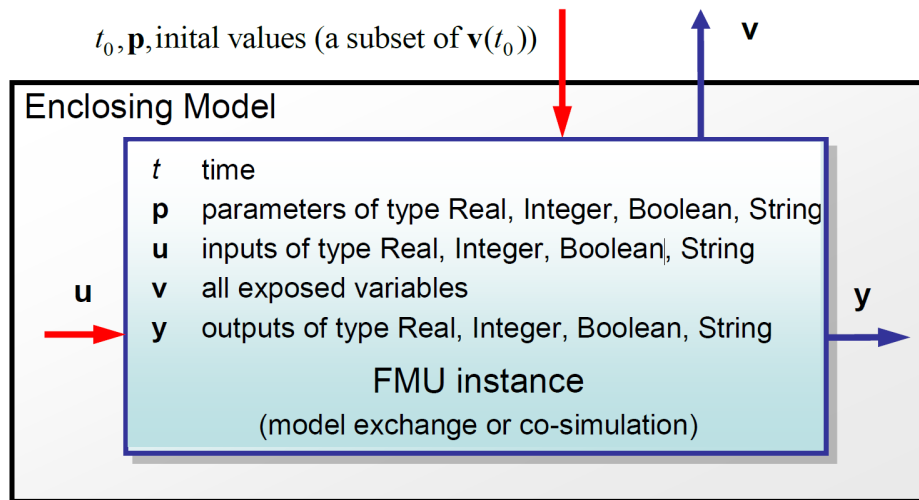 t₀, p, inital values (a subset of v(t₀))
v
Enclosing Model
t time
p parameters of type Real, Integer, Boolean, String
u inputs of type Real, Integer, Boolean, String
v all exposed variables
u
y outputs of type Real, Integer, Boolean, String
y
FMU instance
(model exchange or co-simulation)